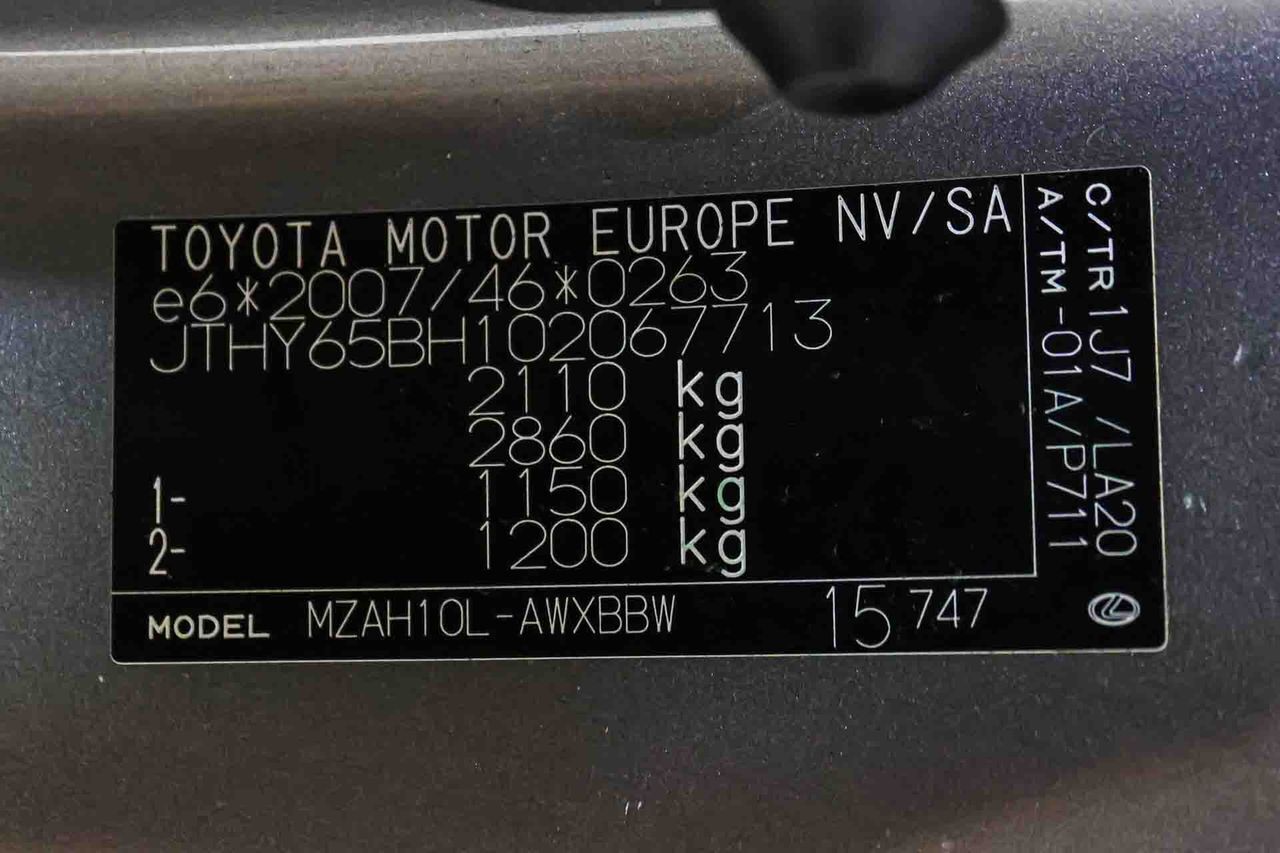 TOYOTA MOTOR EUROPE NV/SA
e6*2007/46*0263
JTHY65BH102067713
2110 kg
2860 kg
1- 1150 kg
2- 1200 kg
MODEL MZAH10L-AWXBBW 15 747
C/TR 1J7 /LA20
A/TM -01A/P711